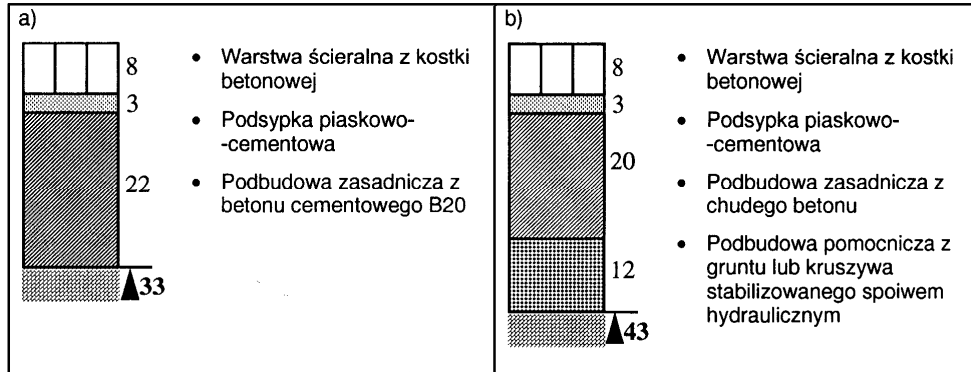 a)
8
3
22
33
• Warstwa ścieralna z kostki
betonowej
• Podsypka piaskowo-
-cementowa
• Podbudowa zasadnicza z
betonu cementowego B20
b)
8
3
20
12
43
• Warstwa ścieralna z kostki
betonowej
• Podsypka piaskowo-
-cementowa
• Podbudowa zasadnicza z
chudego betonu
• Podbudowa pomocnicza z
gruntu lub kruszywa
stabilizowanego spoiwem
hydraulicznym